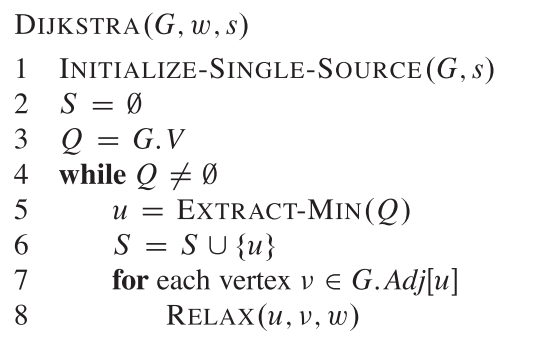 DIJKSTRA(G, w, s)
1 INITIALIZE-SINGLE-SOURCE(G, s)
2 S = ∅
3 Q = G.V
4 while Q ≠ ∅
5 u = EXTRACT-MIN(Q)
6 S = S ∪ {u}
7 for each vertex v ∈ G.Adj[u]
8 RELAX(u, v, w)